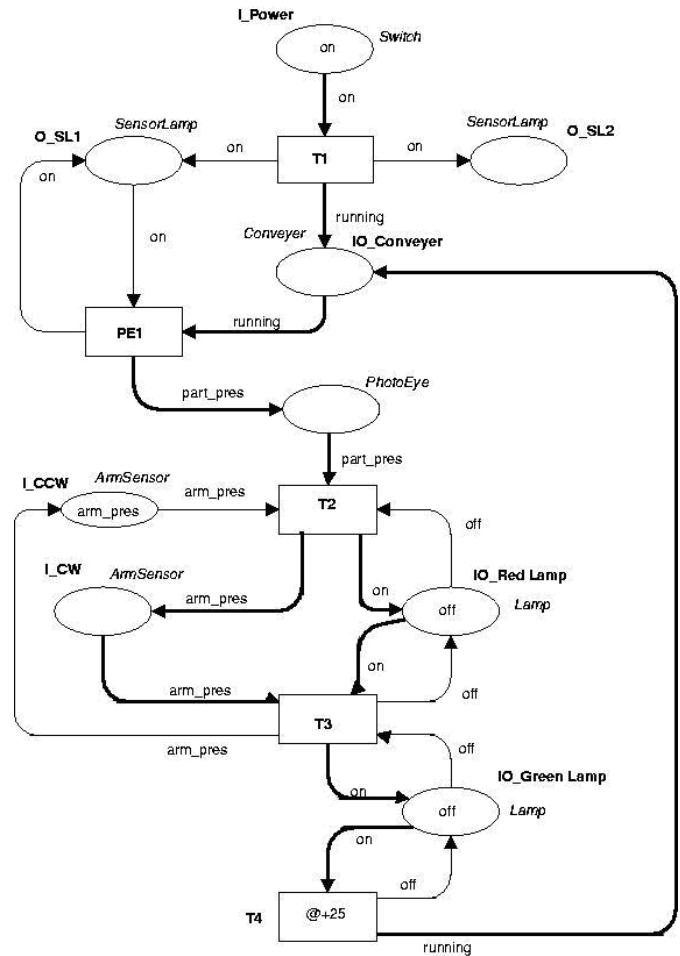 I_Power
on
Switch
on
SensorLamp
O_SL1
on
on
T1
on
SensorLamp
O_SL2
running
Conveyer
IO_Conveyer
on
PE1
running
PhotoEye
part_pres
part_pres
ArmSensor
I_CCW
arm_pres
arm_pres
T2
off
I_CW
ArmSensor
arm_pres
on
IO_Red Lamp
off
Lamp
on
arm_pres
off
T3
arm_pres
off
IO_Green Lamp
on
off
Lamp
on
off
T4
@+25
running